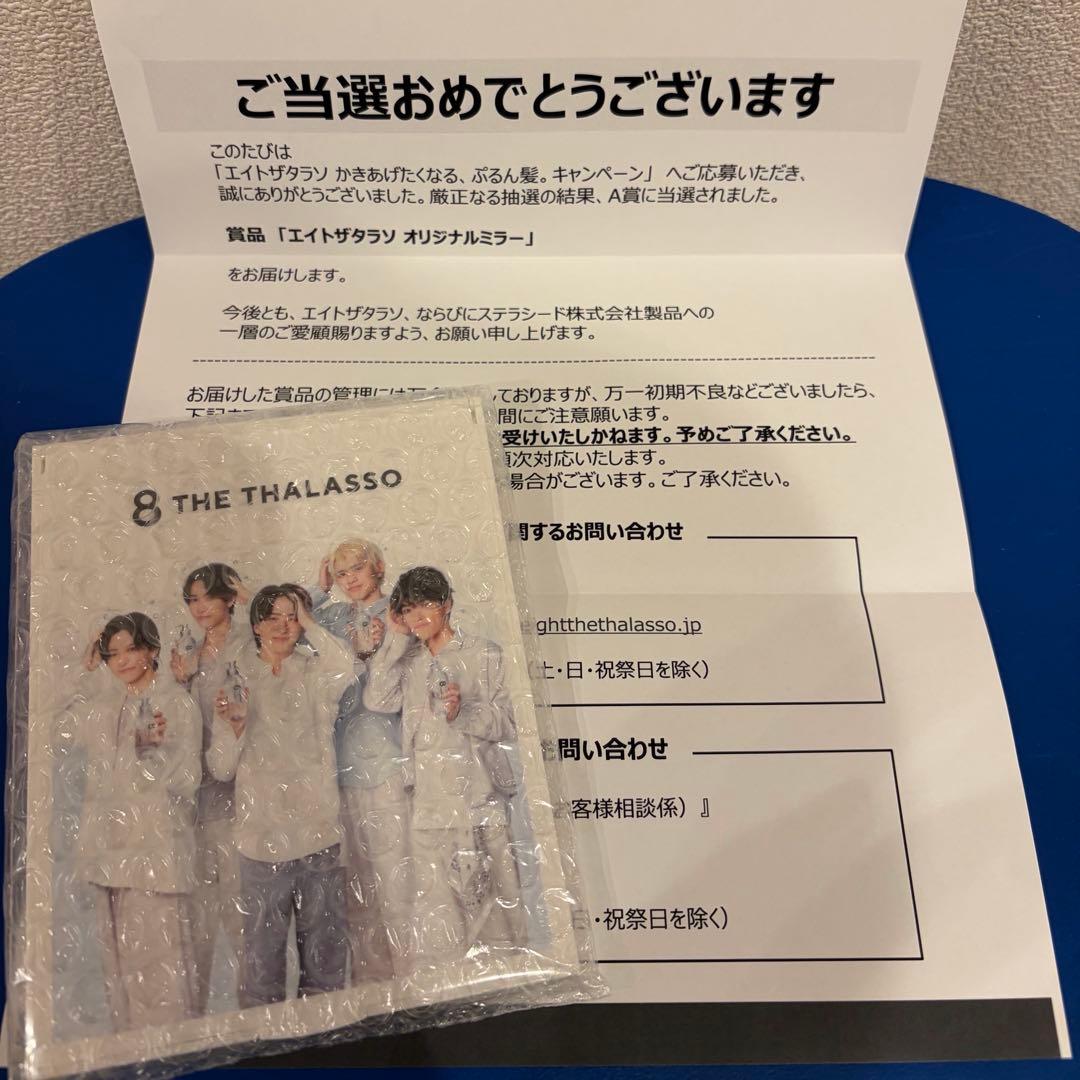 ご当選おめでとうございます
このたびは
「エイトザタラソ かきあげたくなる、ぷるん髪。キャンペーン」 へご応募いただき、
誠にありがとうございました。厳正なる抽選の結果、A賞に当選されました。
賞品 「エイトザタラソ オリジナルミラー」
をお届けします。
今後とも、エイトザタラソ、ならびにステラシード株式会社製品への
一層のご愛顧賜りますよう、お願い申し上げます。
お届けした賞品の管理には万 しておりますが、万一初期不良などございましたら、
間にご注意願います。
受けいたしかねます。予めご了承ください。
順次対応いたします。
場合がございます。ご了承ください。
関するお問い合わせ
ghtthethalasso.jp
土・日・祝祭日を除く）
問い合わせ
客様相談係）』
日・祝祭日を除く）
8 THE THALASSO